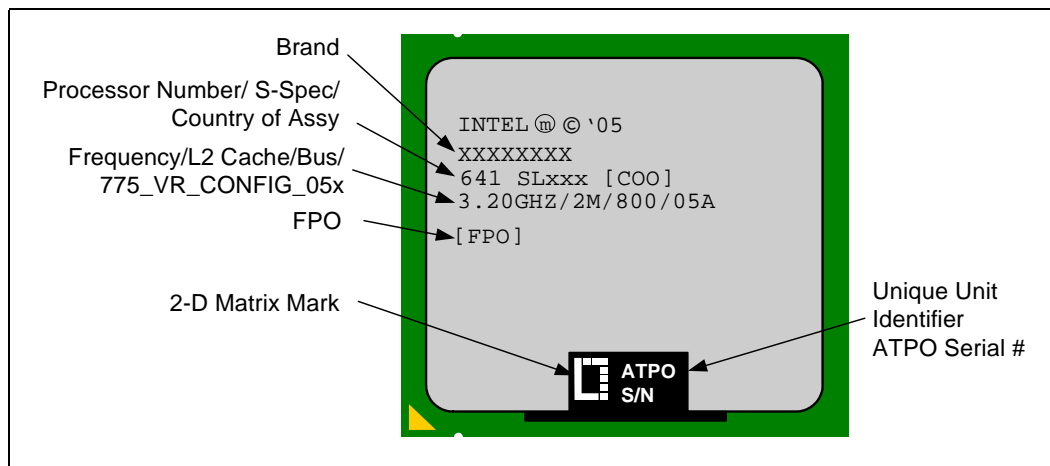 Brand
Processor Number/ S-Spec/
Country of Assy
Frequency/L2 Cache/Bus/
775_VR_CONFIG_05x
FPO
2-D Matrix Mark
INTEL ⓜ © ‘05
XXXXXXXX
641 SLxxx [COO]
3.20GHZ/2M/800/05A
[FPO]
ATPO
S/N
Unique Unit
Identifier
ATPO Serial #